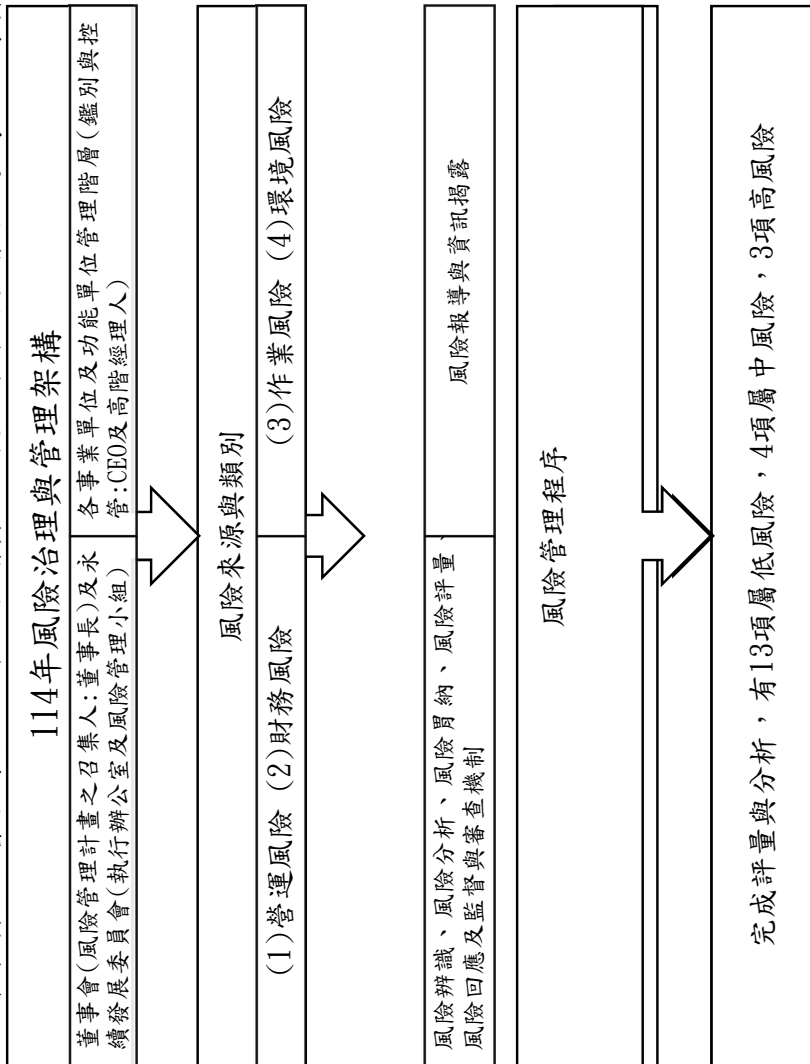 114年風險治理與管理架構
董事會(風險管理計畫之召集人:董事長)及永
續發展委員會(執行辦公室及風險管理小組)
各事業單位及功能單位管理階層(鑑別與控
管:CEO及高階經理人)
風險來源與類別
(1)營運風險 (2)財務風險
(3)作業風險 (4)環境風險
風險辨識、風險分析、風險胃納、風險評量、
風險回應及監督與審查機制
風險報導與資訊揭露
風險管理程序
完成評量與分析，有13項屬低風險，4項屬中風險，3項高風險